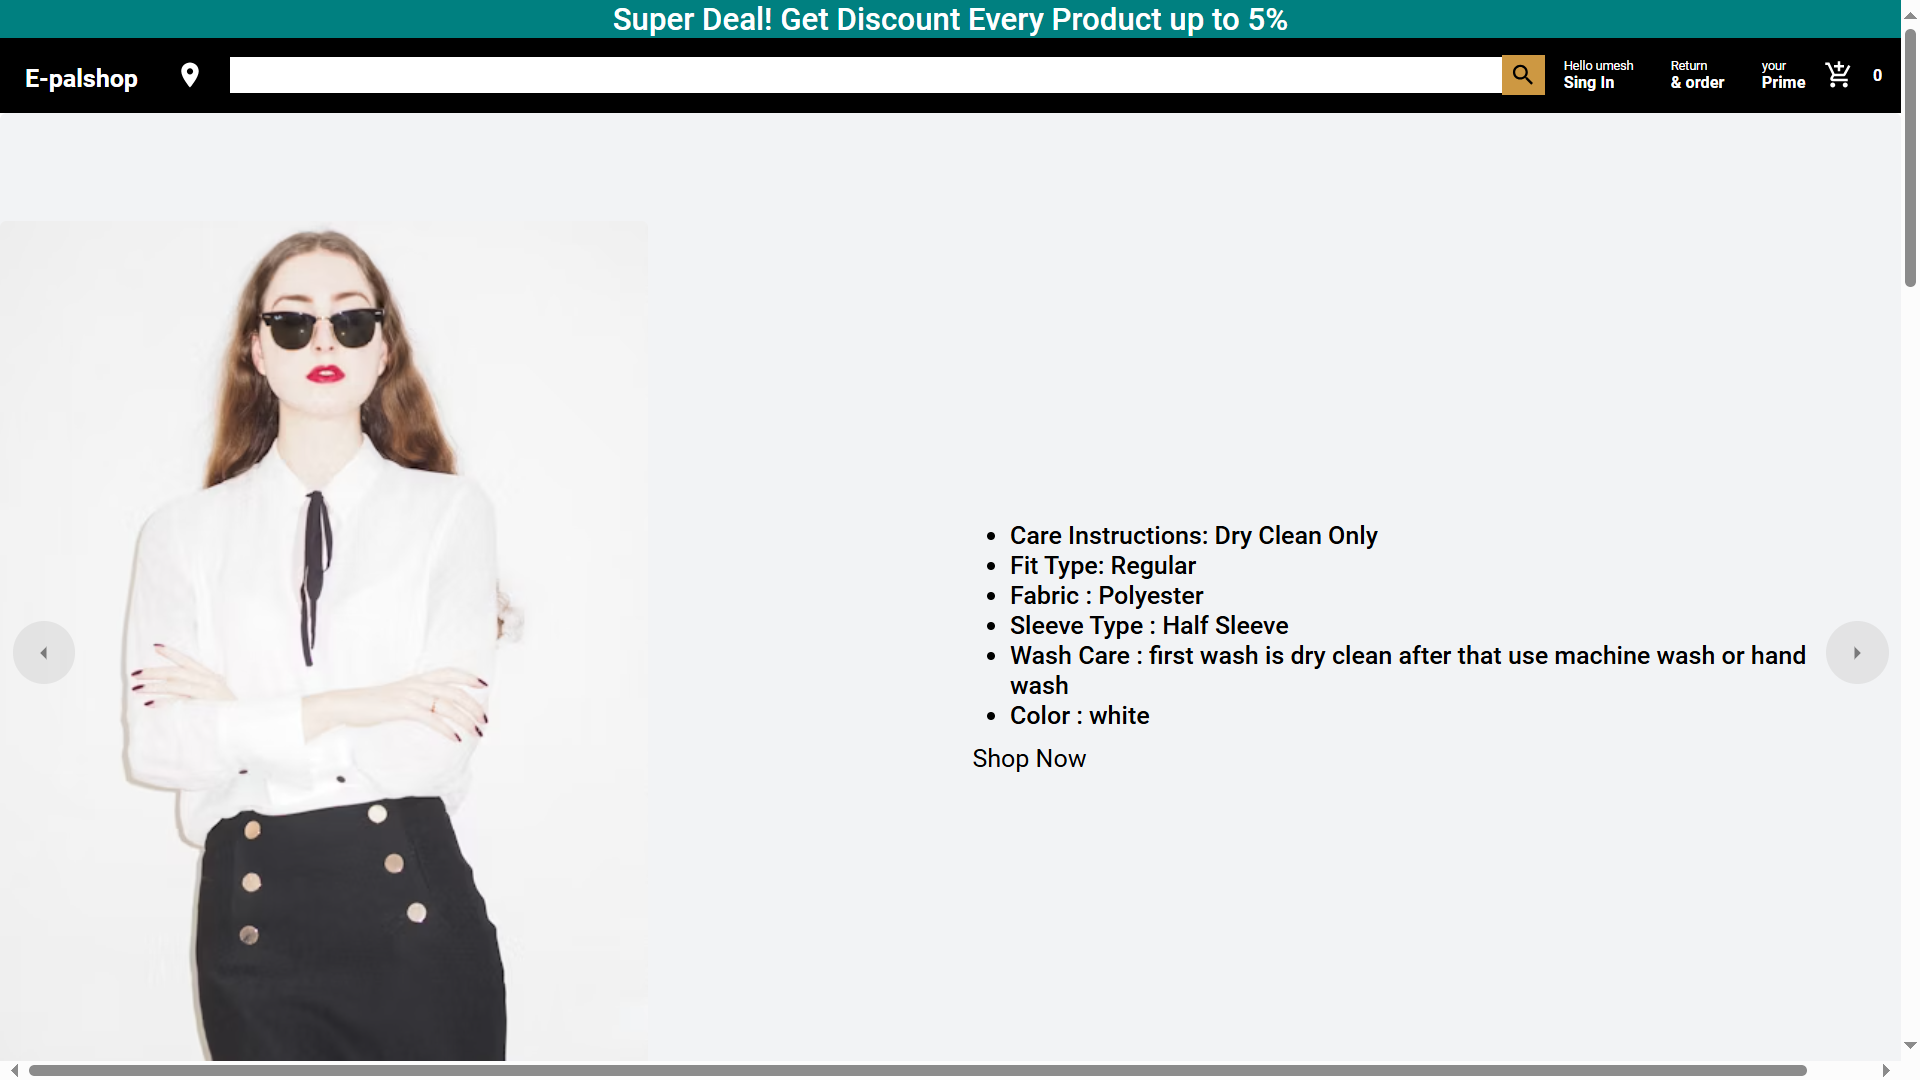 Super Deal! Get Discount Every Product up to 5%
E-palshop
Hello umesh
Sing In
Return
& order
your
Prime
0
Care Instructions: Dry Clean Only
Fit Type: Regular
Fabric : Polyester
Sleeve Type : Half Sleeve
Wash Care : first wash is dry clean after that use machine wash or hand
wash
Color : white
Shop Now